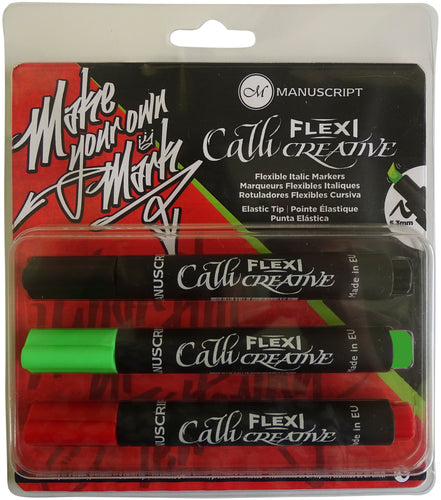 Make
your own
Mark
M
MANUSCRIPT
Calli FLEXI
CREATIVE
Flexible Italic Markers
Marqueurs Flexibles Italiques
Rotuladores Flexibles Cursiva
Elastic Tip | Pointe Élastique
Punta Elástica
5.3mm
MANUSCRIPT
Calli FLEXI
CREATIVE
Made in EU
MANUSCRIPT
Calli FLEXI
CREATIVE
Made in EU
MANUSCRIPT
Calli FLEXI
CREATIVE
Made in EU